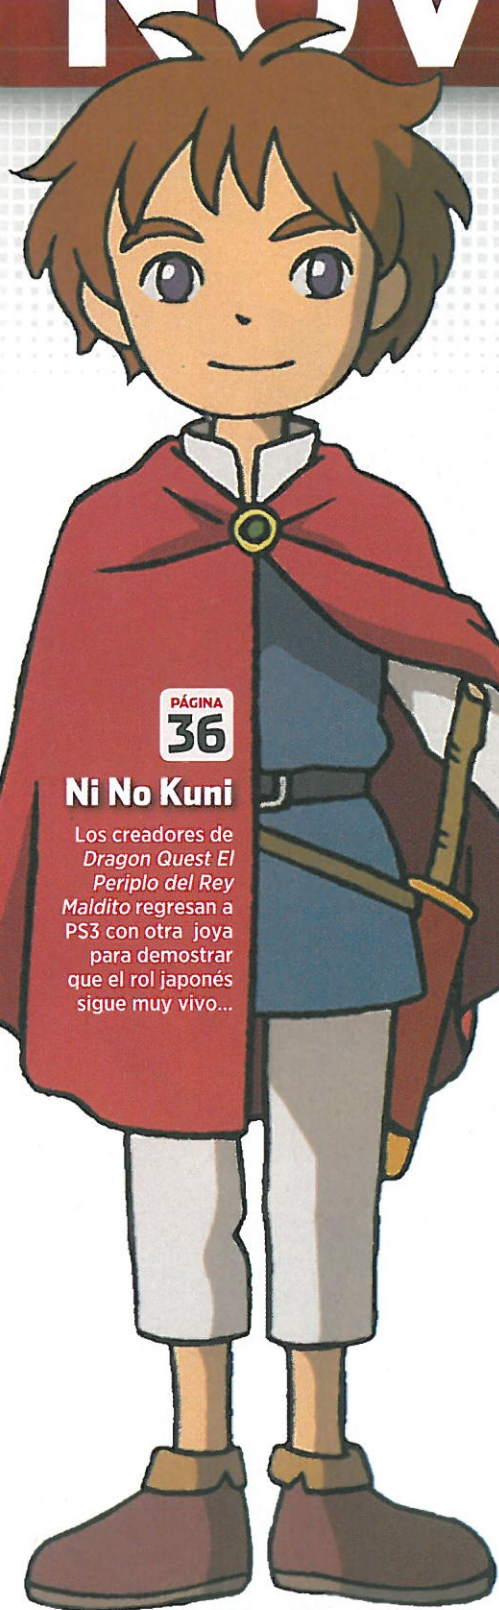 NOV
PÁGINA
36
Ni No Kuni
Los creadores de
Dragon Quest El
Periplo del Rey
Maldito regresan a
PS3 con otra joya
para demostrar
que el rol japonés
sigue muy vivo...